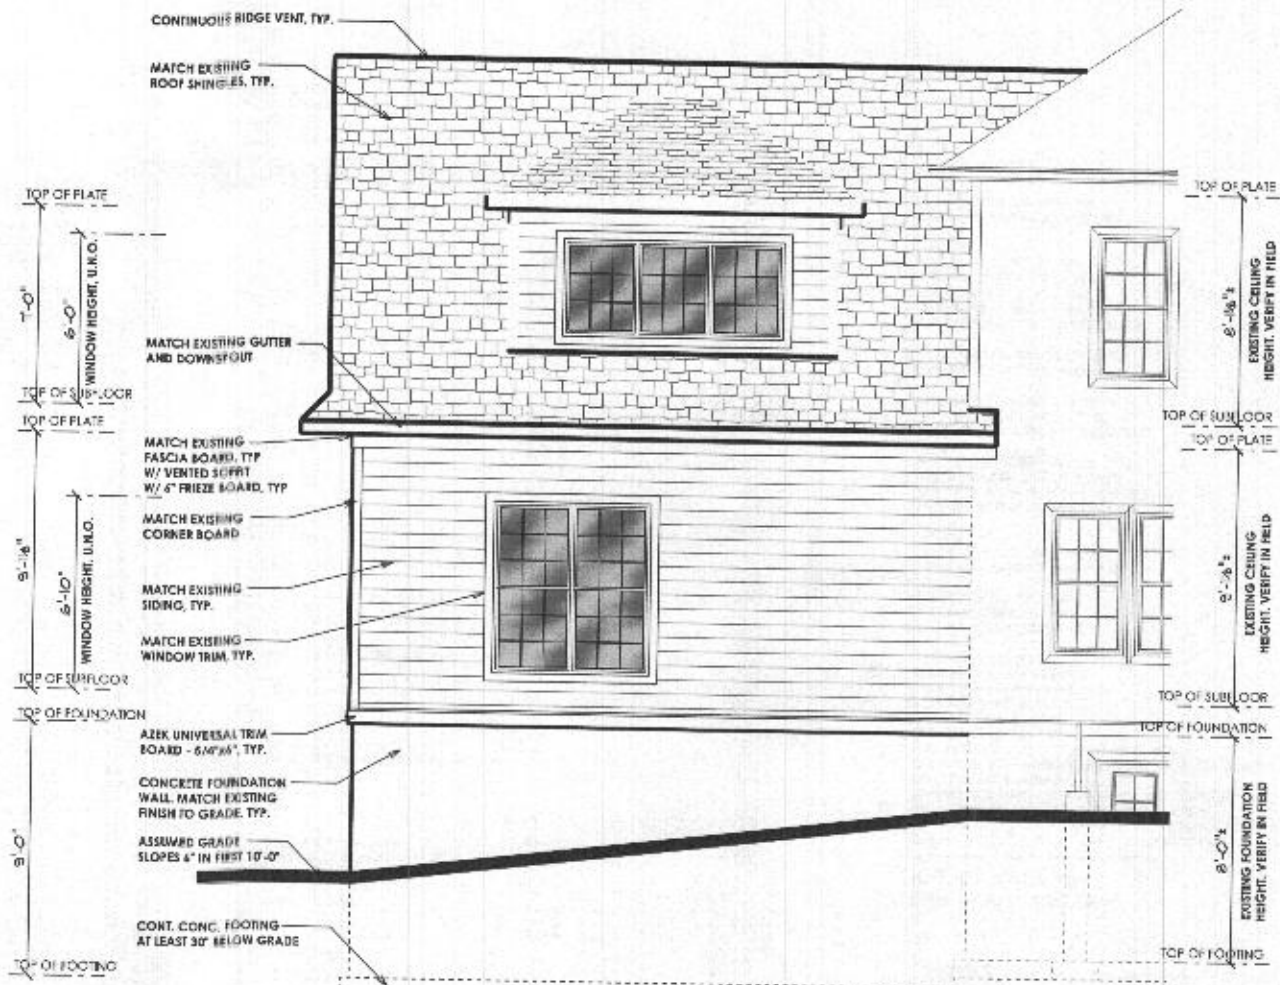 CONTINUOUS RIDGE VENT, TYP.
MATCH EXISTING
ROOF SHINGLES, TYP.
TOP OF PLATE
7'-0"
6'-0"
WINDOW HEIGHT, U.N.O.
MATCH EXISTING GUTTER
AND DOWNSPOUT
TOP OF SUBFLOOR
TOP OF PLATE
MATCH EXISTING
FASCIA BOARD, TYP
W/ VENTED SOFFIT
W/ 6" FRIEZE BOARD, TYP
MATCH EXISTING
CORNER BOARD
6'-10"
WINDOW HEIGHT, U.N.O.
MATCH EXISTING
SIDING, TYP.
MATCH EXISTING
WINDOW TRIM, TYP.
TOP OF SUBFLOOR
TOP OF FOUNDATION
AZEK UNIVERSAL TRIM
BOARD - 5/4"x6", TYP.
CONCRETE FOUNDATION
WALL. MATCH EXISTING
FINISH TO GRADE, TYP.
ASSUMED GRADE
SLOPES 6" IN FIRST 10'-0"
CONT. CONC. FOOTING
AT LEAST 30" BELOW GRADE
TOP OF FOOTING
TOP OF PLATE
EXISTING CEILING
HEIGHT, VERIFY IN FIELD
TOP OF SUBFLOOR
TOP OF PLATE
EXISTING CEILING
HEIGHT, VERIFY IN FIELD
TOP OF SUBFLOOR
TOP OF FOUNDATION
8'-0"±
EXISTING FOUNDATION
HEIGHT, VERIFY IN FIELD
TOP OF FOOTING